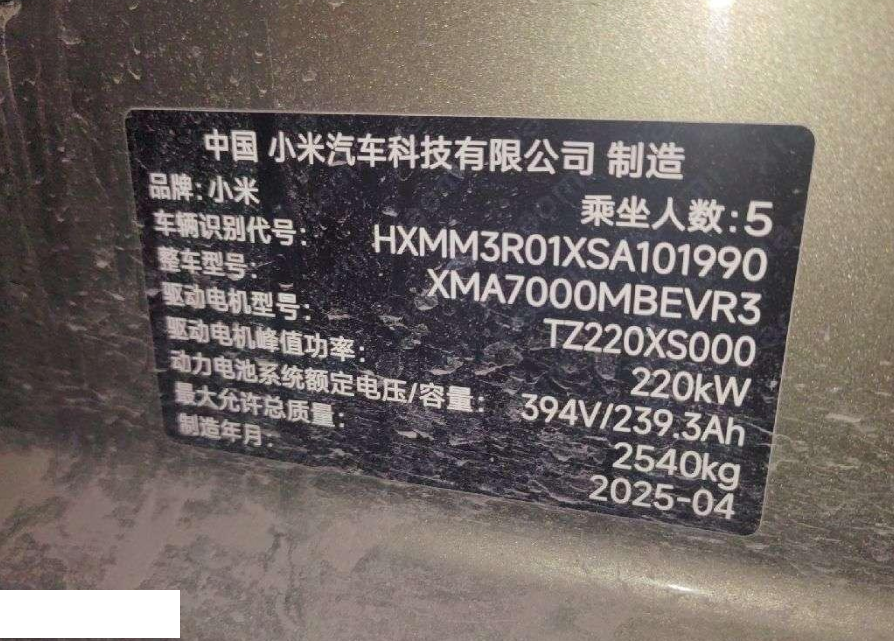 中国 小米汽车科技有限公司 制造
品牌: 小米
乘坐人数: 5
车辆识别代号: HXMM3R01XSA101990
整车型号: XMA7000MBEVR3
驱动电机型号: TZ220XS000
驱动电机峰值功率: 220kW
动力电池系统额定电压/容量: 394V/239.3Ah
最大允许总质量: 2540kg
制造年月: 2025-04